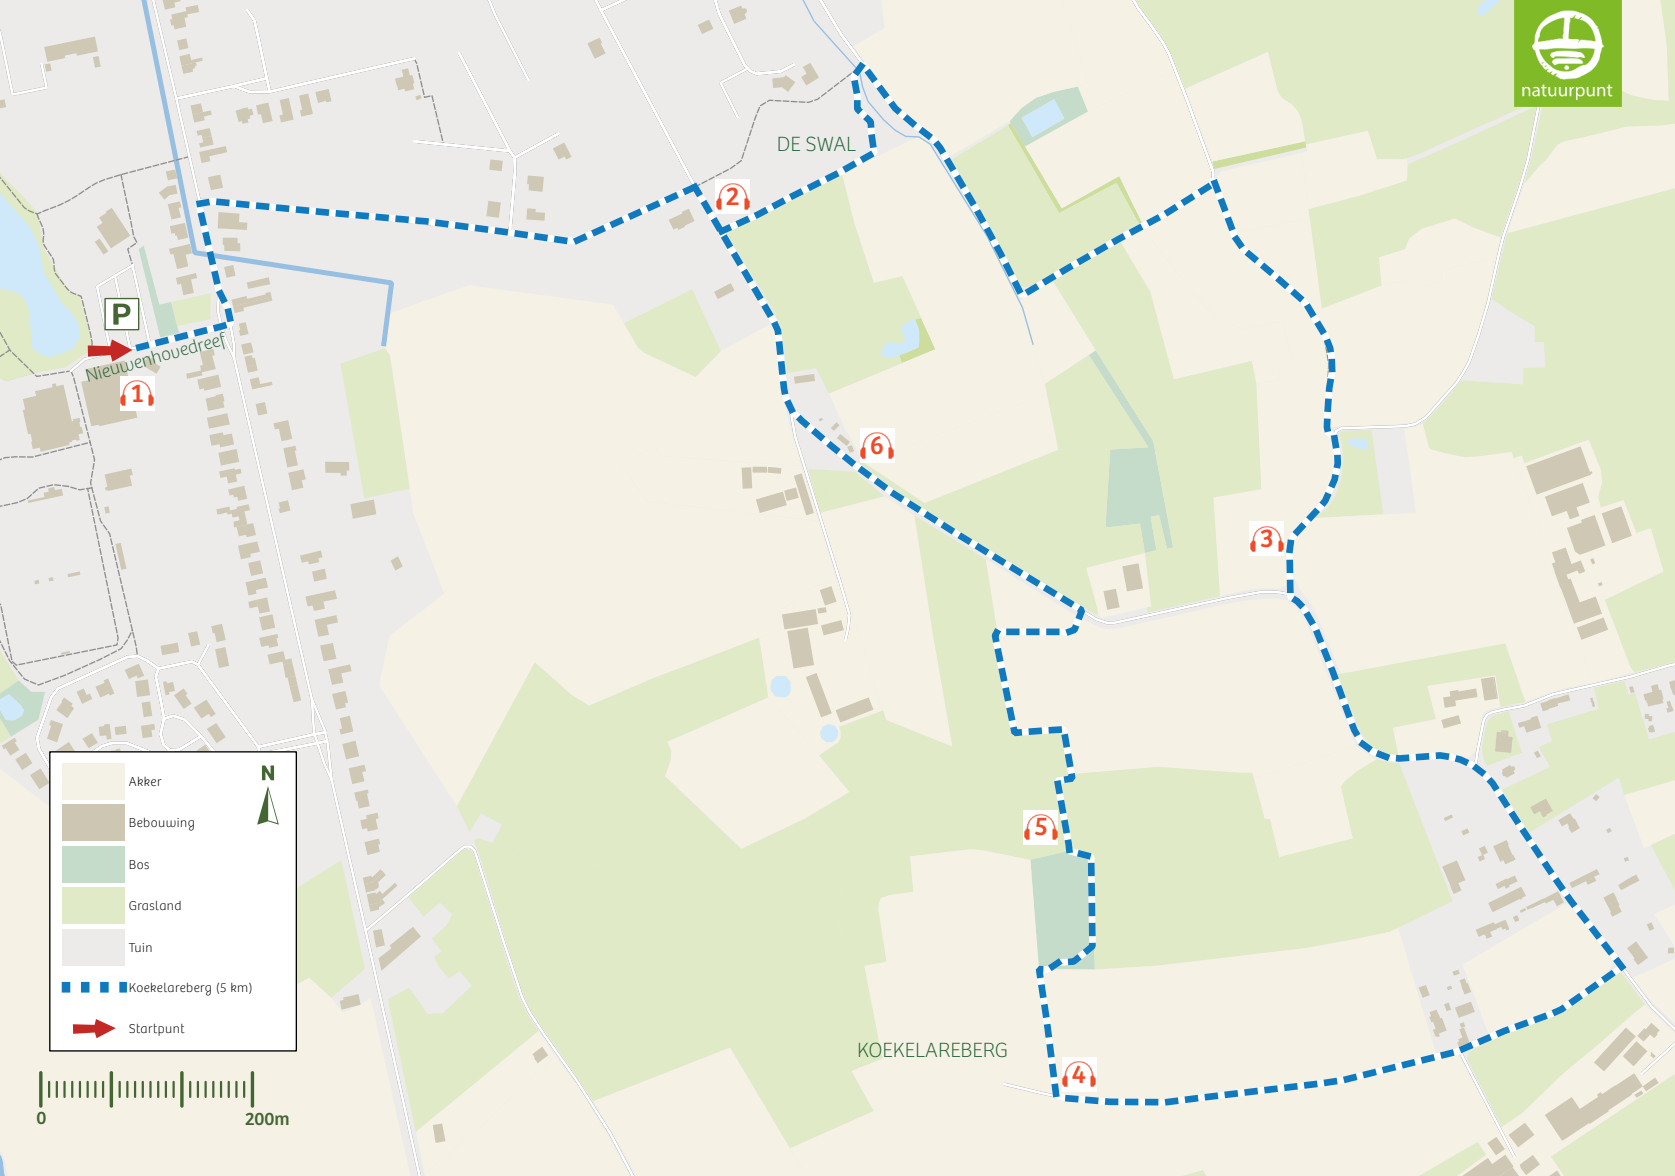 natuurpunt
DE SWAL
2
P
Nieuwenhovedreef
1
6
3
5
4
KOEKELAREBERG
N
Akker
Bebouwing
Bos
Grasland
Tuin
Koekelareberg (5 km)
Startpunt
0 200m